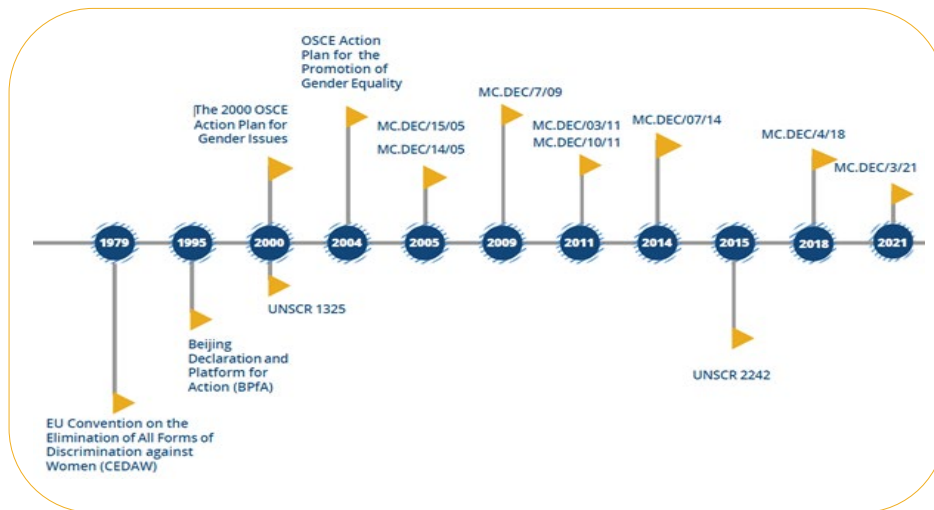 OSCE Action
Plan for the
Promotion of
Gender Equality
The 2000 OSCE
Action Plan for
Gender Issues
MC.DEC/15/05
MC.DEC/14/05
MC.DEC/7/09
MC.DEC/03/11
MC.DEC/10/11
MC.DEC/07/14
MC.DEC/4/18
MC.DEC/3/21
1979
1995
2000
2004
2005
2009
2011
2014
2015
2018
2021
UNSCR 1325
Beijing
Declaration and
Platform for
Action (BPfA)
UNSCR 2242
EU Convention on the
Elimination of All Forms of
Discrimination against
Women (CEDAW)